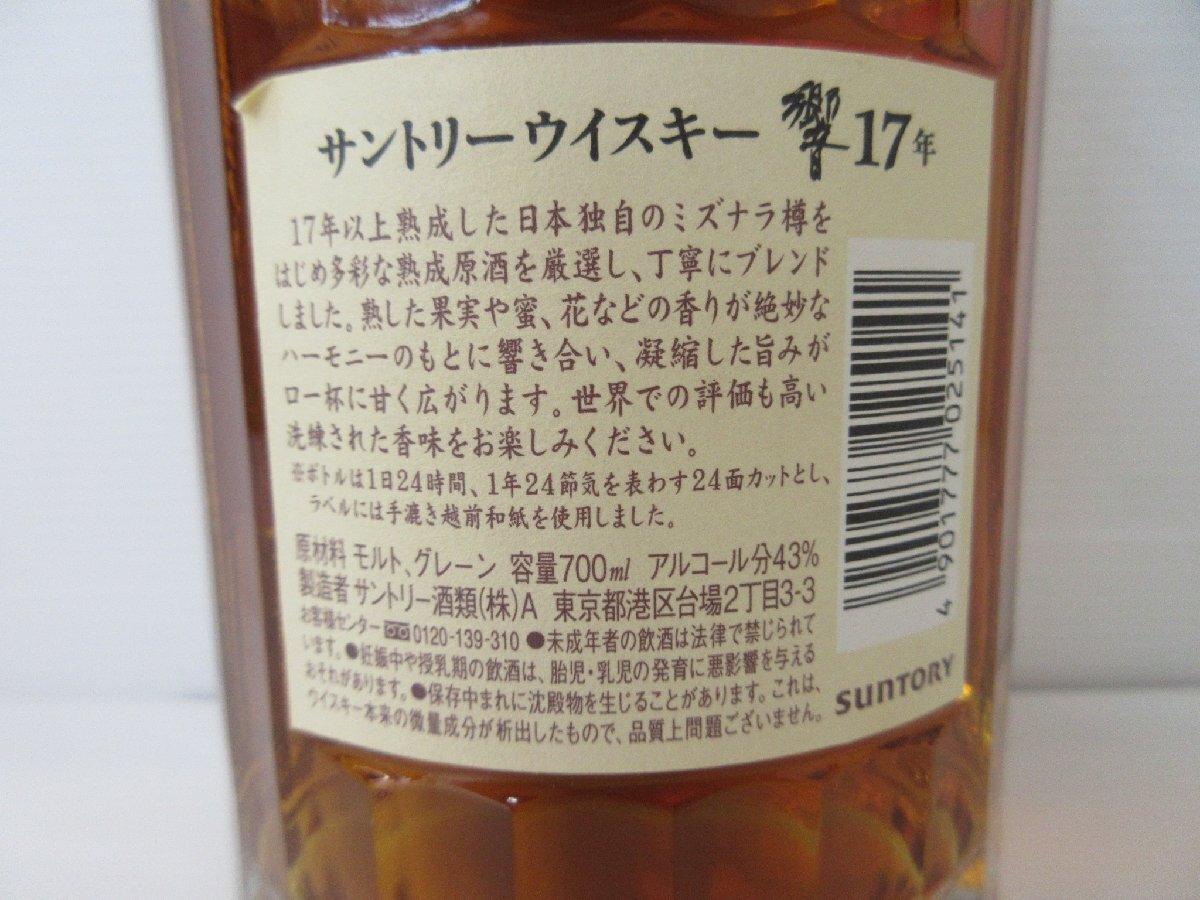 サントリーウイスキー 響 17年
17年以上熟成した日本独自のミズナラ樽を
はじめ多彩な熟成原酒を厳選し、丁寧にブレンド
しました。熟した果実や蜜、花などの香りが絶妙な
ハーモニーのもとに響き合い、凝縮した旨みが
口一杯に甘く広がります。世界での評価も高い
洗練された香味をお楽しみください。
※ボトルは1日24時間、1年24節気を表わす24面カットとし、
ラベルには手漉き越前和紙を使用しました。
原材料 モルト、グレーン 容量700ml アルコール分43%
製造者 サントリー酒類(株)A 東京都港区台場2丁目3-3
お客様センター 0120-139-310 ●未成年者の飲酒は法律で禁じられて
います。●妊娠中や授乳期の飲酒は、胎児・乳児の発育に悪影響を与える
おそれがあります。●保存中まれに沈殿物を生じることがあります。これは、
ウイスキー本来の微量成分が析出したもので、品質上問題ございません。
4 901777 025141
SUNTORY